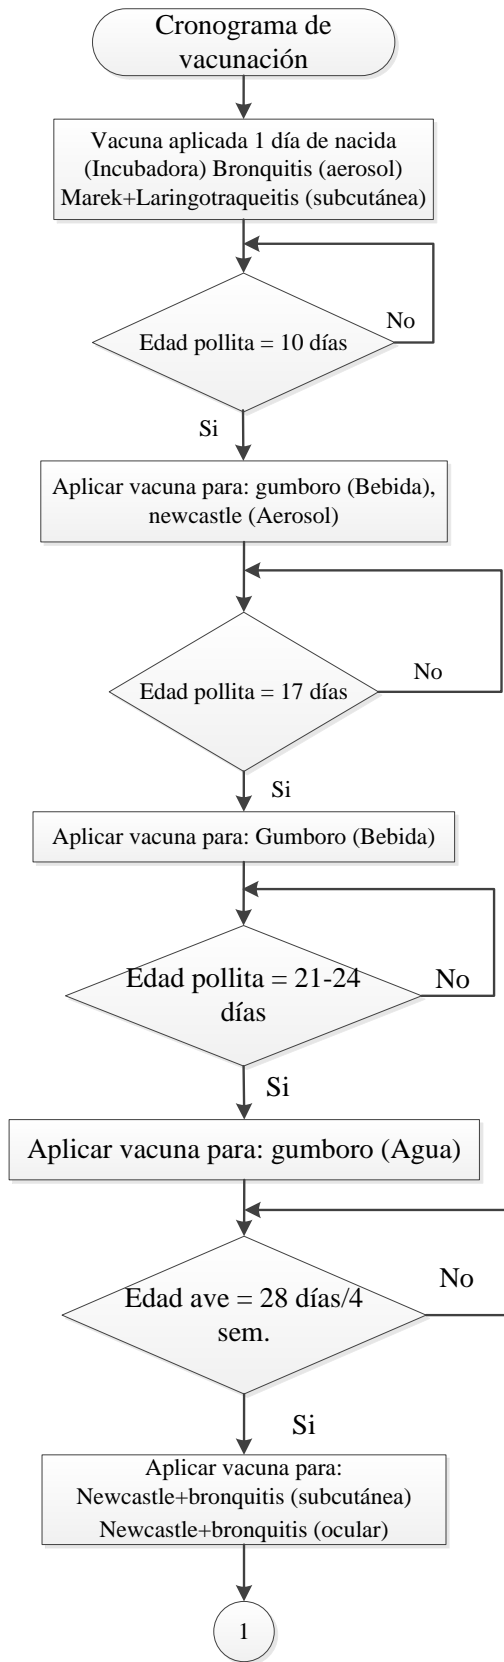 Cronograma de
vacunación
Vacuna aplicada 1 día de nacida
(Incubadora) Bronquitis (aerosol)
Marek+Laringotraqueitis (subcutánea)
No
Edad pollita = 10 días
Si
Aplicar vacuna para: gumboro (Bebida),
newcastle (Aerosol)
No
Edad pollita = 17 días
Si
Aplicar vacuna para: Gumboro (Bebida)
Edad pollita = 21-24
días
No
Si
Aplicar vacuna para: gumboro (Agua)
No
Edad ave = 28 días/4
sem.
Si
Aplicar vacuna para:
Newcastle+bronquitis (subcutánea)
Newcastle+bronquitis (ocular)
1